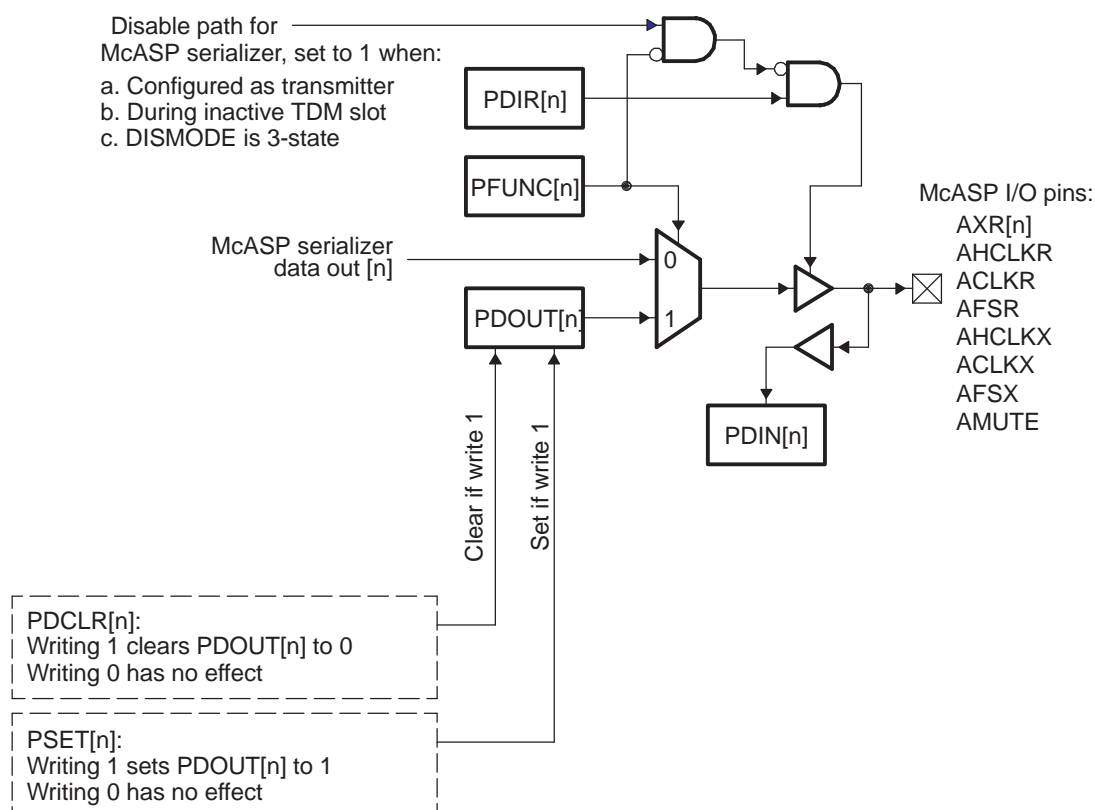 Disable path for
McASP serializer, set to 1 when:
a. Configured as transmitter
b. During inactive TDM slot
c. DISMODE is 3-state
PDIR[n]
PFUNC[n]
McASP I/O pins:
AXR[n]
AHCLKR
ACLKR
AFSR
AHCLKX
ACLKX
AFSX
AMUTE
McASP serializer
data out [n]
0
PDOUT[n]
1
PDIN[n]
Clear if write 1
Set if write 1
PDCLR[n]:
Writing 1 clears PDOUT[n] to 0
Writing 0 has no effect
PSET[n]:
Writing 1 sets PDOUT[n] to 1
Writing 0 has no effect